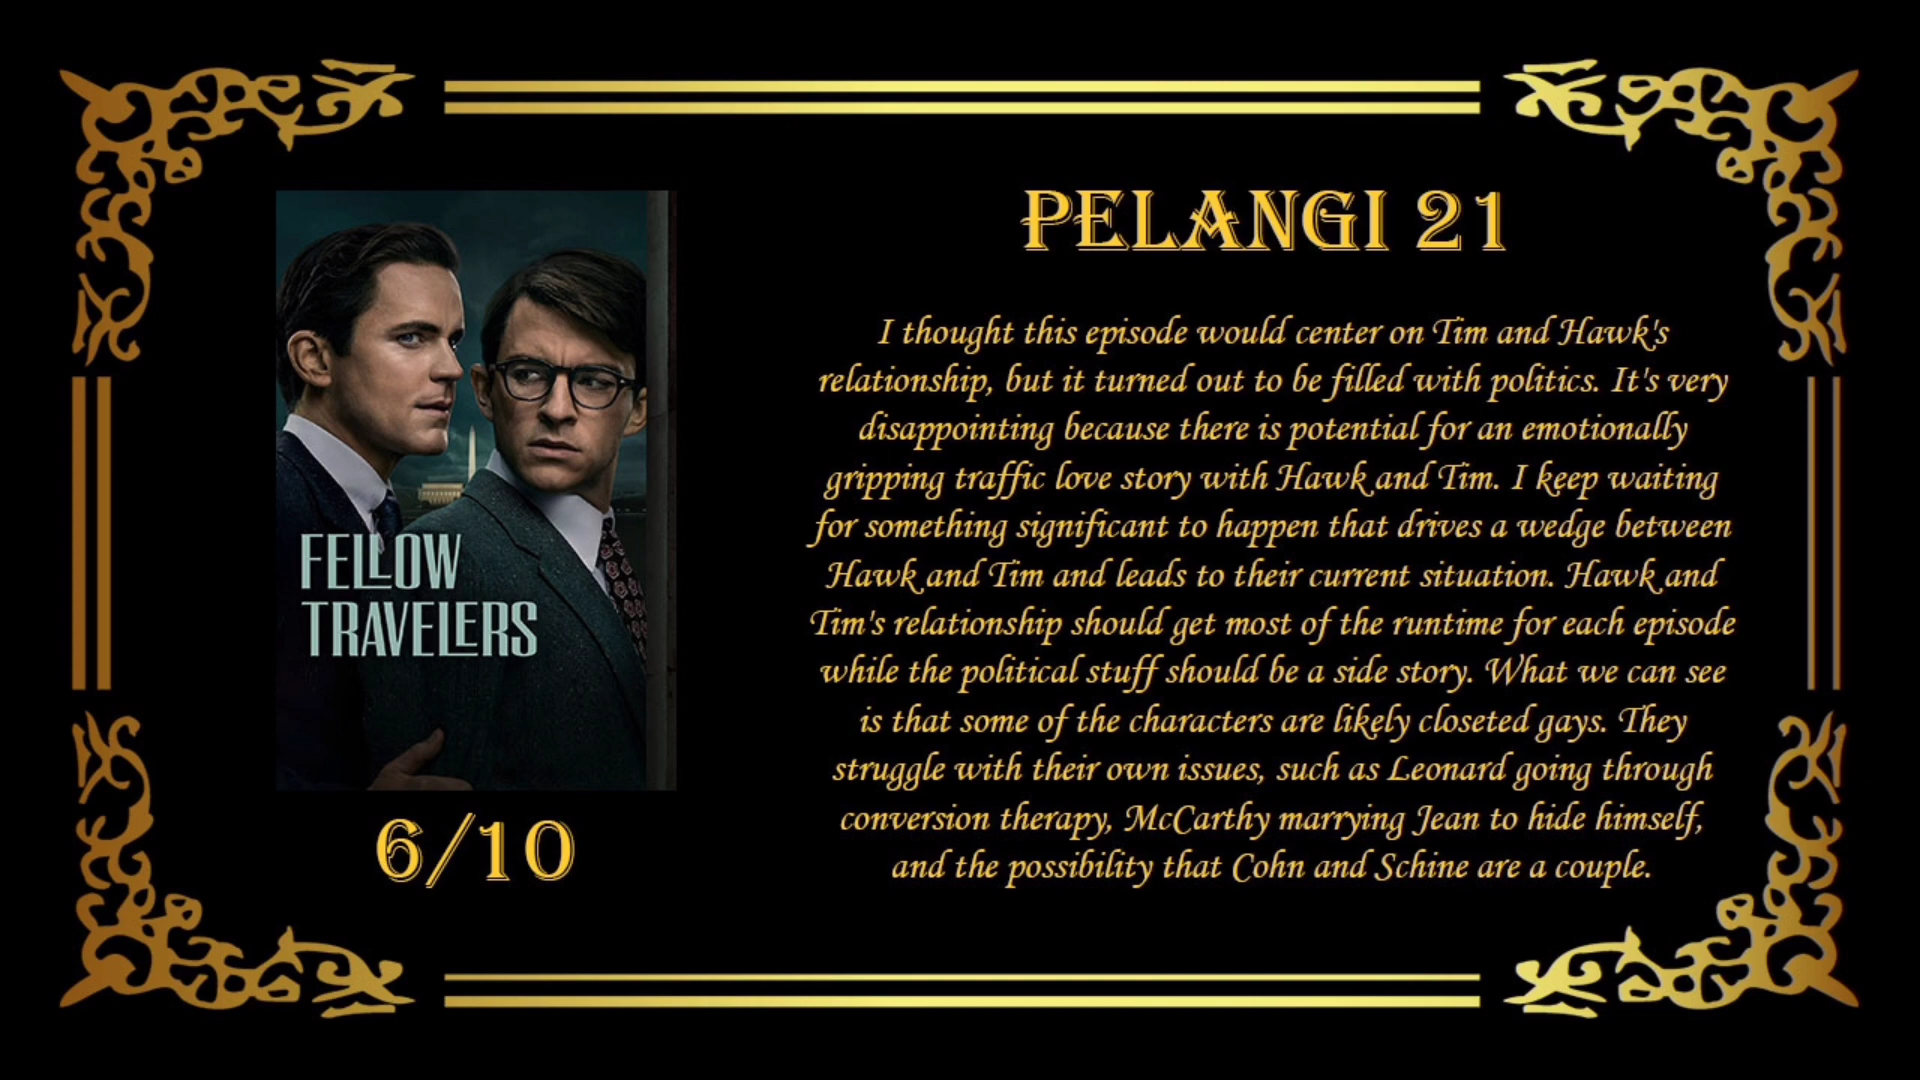 PELANGI 21
I thought this episode would center on Tim and Hawk's
relationship, but it turned out to be filled with politics. It's very
disappointing because there is potential for an emotionally
gripping traffic love story with Hawk and Tim. I keep waiting
for something significant to happen that drives a wedge between
Hawk and Tim and leads to their current situation. Hawk and
Tim's relationship should get most of the runtime for each episode
while the political stuff should be a side story. What we can see
is that some of the characters are likely closeted gays. They
struggle with their own issues, such as Leonard going through
conversion therapy, McCarthy marrying Jean to hide himself,
and the possibility that Cohn and Schine are a couple.
FELLOW
TRAVELERS
6/10